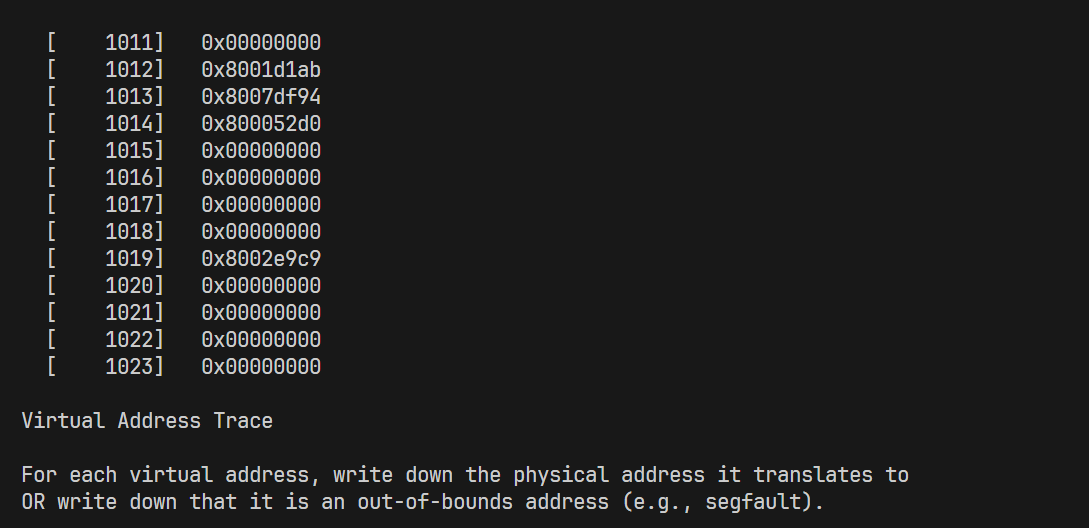 [    1011]   0x00000000
[    1012]   0x8001d1ab
[    1013]   0x8007df94
[    1014]   0x800052d0
[    1015]   0x00000000
[    1016]   0x00000000
[    1017]   0x00000000
[    1018]   0x00000000
[    1019]   0x8002e9c9
[    1020]   0x00000000
[    1021]   0x00000000
[    1022]   0x00000000
[    1023]   0x00000000
Virtual Address Trace
For each virtual address, write down the physical address it translates to
OR write down that it is an out-of-bounds address (e.g., segfault).